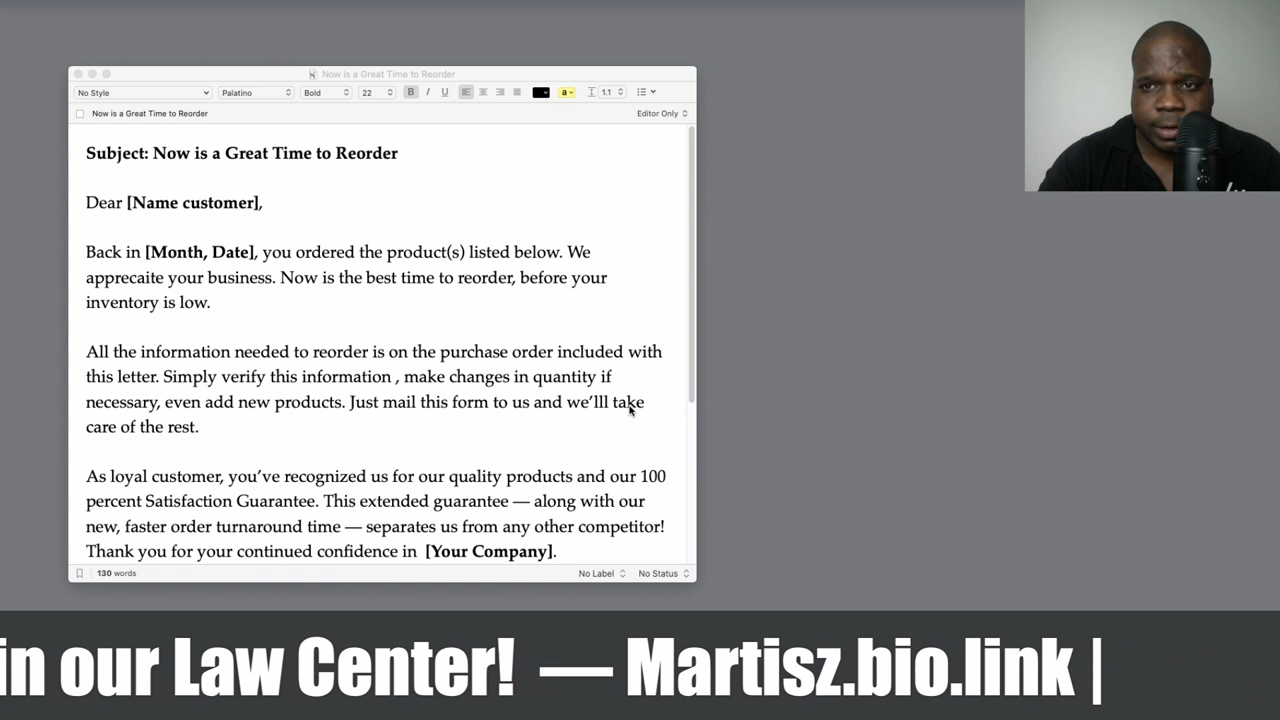 Now is a Great Time to Reorder
No Style Palatino Bold 22 B I U a 1.1
Now is a Great Time to Reorder Editor Only
Subject: Now is a Great Time to Reorder
Dear [Name customer],
Back in [Month, Date], you ordered the product(s) listed below. We
apprecaite your business. Now is the best time to reorder, before your
inventory is low.
All the information needed to reorder is on the purchase order included with
this letter. Simply verify this information , make changes in quantity if
necessary, even add new products. Just mail this form to us and we’lll take
care of the rest.
As loyal customer, you’ve recognized us for our quality products and our 100
percent Satisfaction Guarantee. This extended guarantee — along with our
new, faster order turnaround time — separates us from any other competitor!
Thank you for your continued confidence in [Your Company].
130 words No Label No Status
in our Law Center! — Martisz.bio.link |